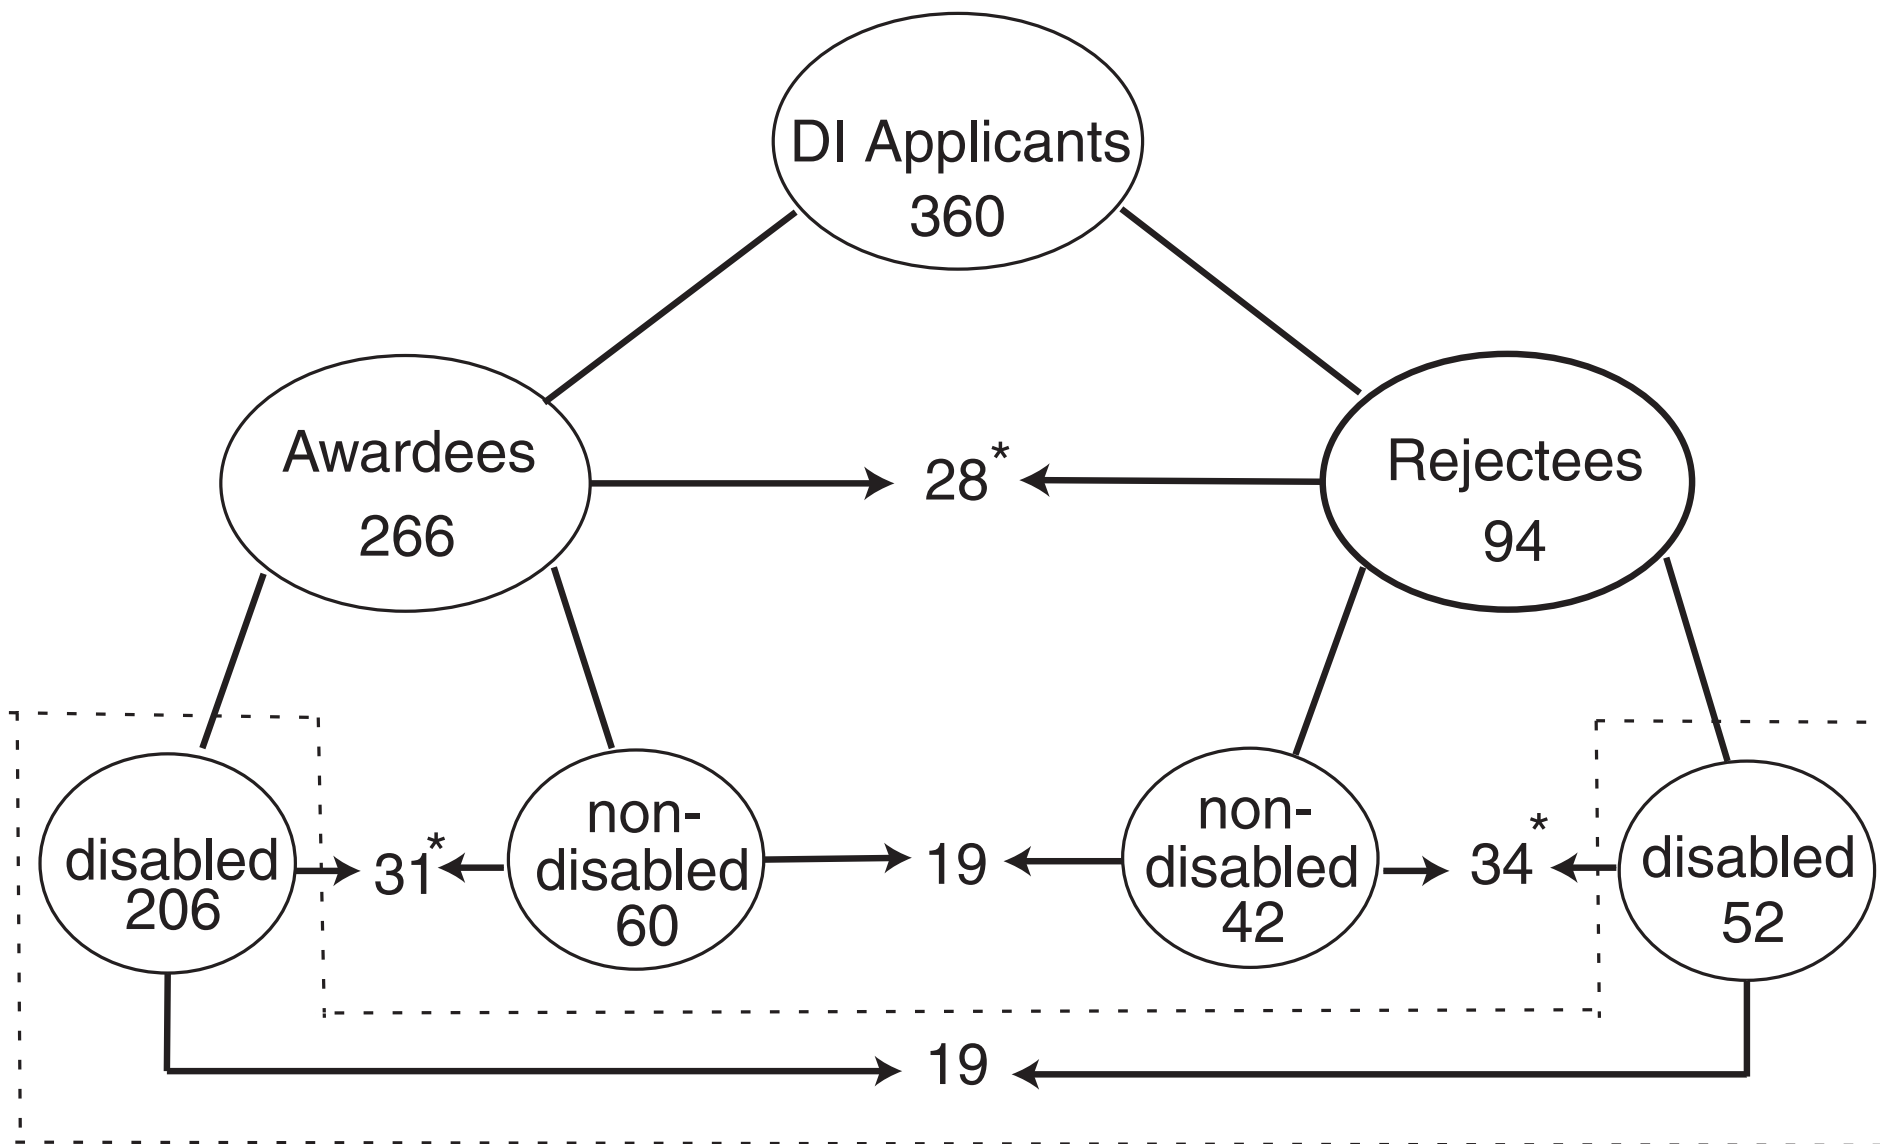 DI Applicants
360
Awardees
266
28*
Rejectees
94
disabled
206
31*
non-
disabled
60
19
non-
disabled
42
34*
disabled
52
19